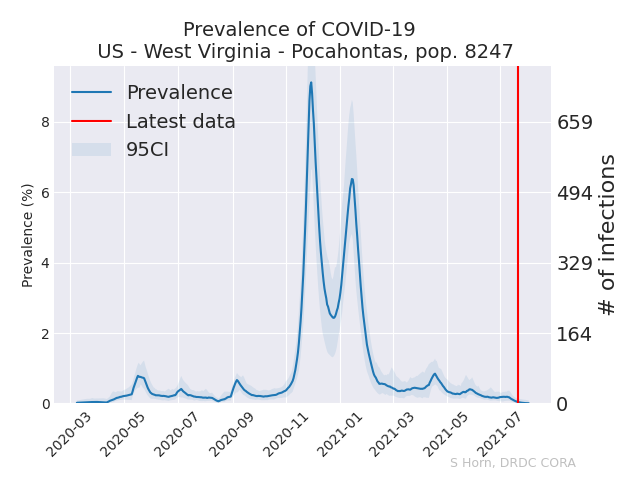 Prevalence of COVID-19
US - West Virginia - Pocahontas, pop. 8247
Prevalence
Latest data
95CI
Prevalence (%)
8
6
4
2
0
659
494
329
164
0
# of infections
2020-03
2020-05
2020-07
2020-09
2020-11
2021-01
2021-03
2021-05
2021-07
S Horn, DRDC CORA